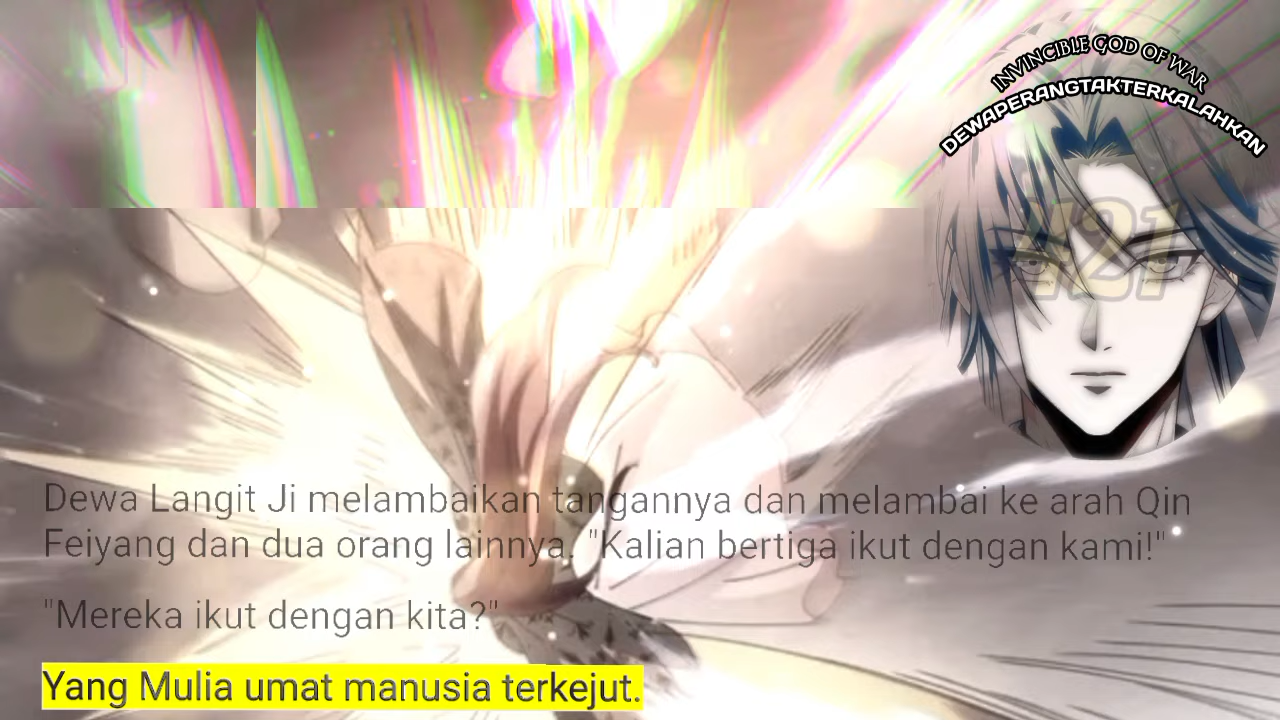 INVINCIBLE GOD OF WAR
DEWAPERANGTAKTERKALAHKAN
#21
Dewa Langit Ji melambaikan tangannya dan melambai ke arah Qin
Feiyang dan dua orang lainnya. "Kalian bertiga ikut dengan kami!"
"Mereka ikut dengan kita?"
Yang Mulia umat manusia terkejut.